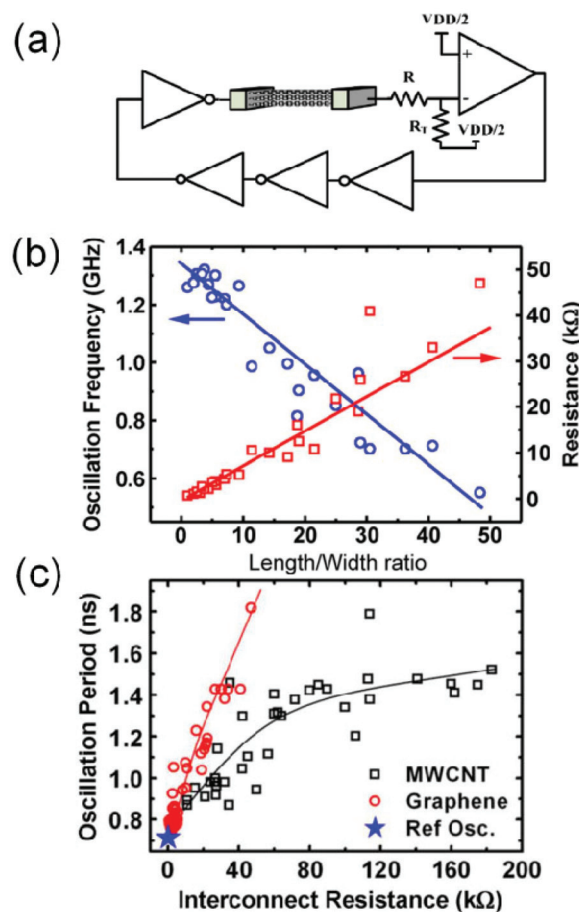 (a)
VDD/2
+
R
-
R_T
VDD/2
(b)
Oscillation Frequency (GHz)
1.4
1.2
1.0
0.8
0.6
50
40
30
20
10
0
Resistance (kΩ)
0 10 20 30 40 50
Length/Width ratio
(c)
Oscillation Period (ns)
1.8
1.6
1.4
1.2
1.0
0.8
MWCNT
Graphene
Ref Osc.
0 40 80 120 160 200
Interconnect Resistance (kΩ)